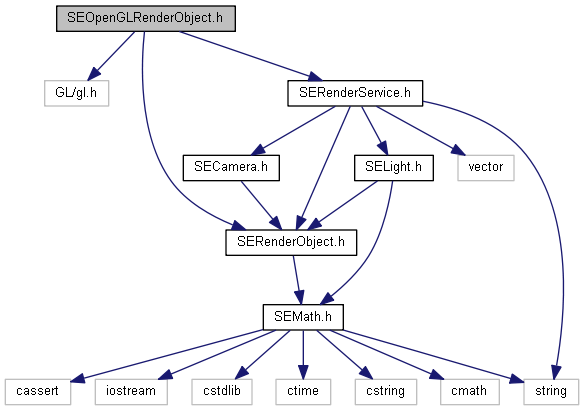 SEOpenGLRenderObject.h
GL/gl.h
SERenderService.h
SECamera.h
SELight.h
vector
SERenderObject.h
SEMath.h
cassert
iostream
cstdlib
ctime
cstring
cmath
string